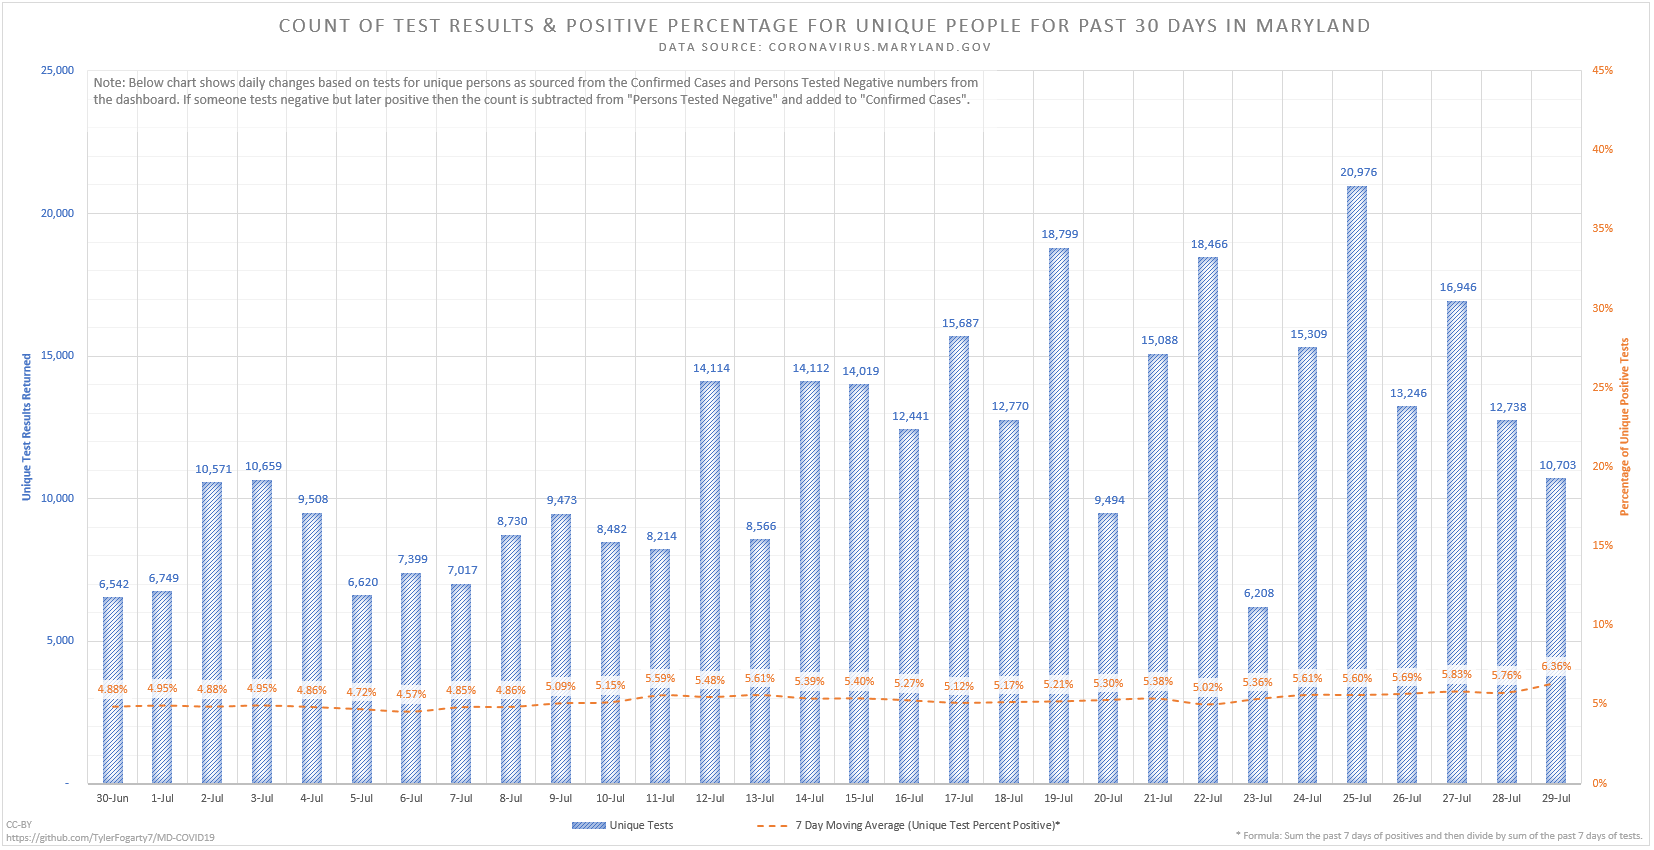 COUNT OF TEST RESULTS & POSITIVE PERCENTAGE FOR UNIQUE PEOPLE FOR PAST 30 DAYS IN MARYLAND
DATA SOURCE: CORONAVIRUS.MARYLAND.GOV
Note: Below chart shows daily changes based on tests for unique persons as sourced from the Confirmed Cases and Persons Tested Negative numbers from
the dashboard. If someone tests negative but later positive then the count is subtracted from "Persons Tested Negative" and added to "Confirmed Cases".
Unique Test Results Returned
25,000
20,000
15,000
10,000
5,000
-
45%
40%
35%
30%
25%
20%
15%
10%
5%
0%
Percentage of Unique Positive Tests
6,542 6,749 10,571 10,659 9,508 6,620 7,399 7,017 8,730 9,473 8,482 8,214 14,114 8,566 14,112 14,019 12,441 15,687 12,770 18,799 9,494 15,088 18,466 6,208 15,309 20,976 13,246 16,946 12,738 10,703
4.88% 4.95% 4.88% 4.95% 4.86% 4.72% 4.57% 4.85% 4.86% 5.09% 5.15% 5.59% 5.48% 5.61% 5.39% 5.40% 5.27% 5.12% 5.17% 5.21% 5.30% 5.38% 5.02% 5.36% 5.61% 5.60% 5.69% 5.83% 5.76% 6.36%
30-Jun 1-Jul 2-Jul 3-Jul 4-Jul 5-Jul 6-Jul 7-Jul 8-Jul 9-Jul 10-Jul 11-Jul 12-Jul 13-Jul 14-Jul 15-Jul 16-Jul 17-Jul 18-Jul 19-Jul 20-Jul 21-Jul 22-Jul 23-Jul 24-Jul 25-Jul 26-Jul 27-Jul 28-Jul 29-Jul
Unique Tests
7 Day Moving Average (Unique Test Percent Positive)*
CC-BY
https://github.com/TylerFogarty7/MD-COVID19
* Formula: Sum the past 7 days of positives and then divide by sum of the past 7 days of tests.